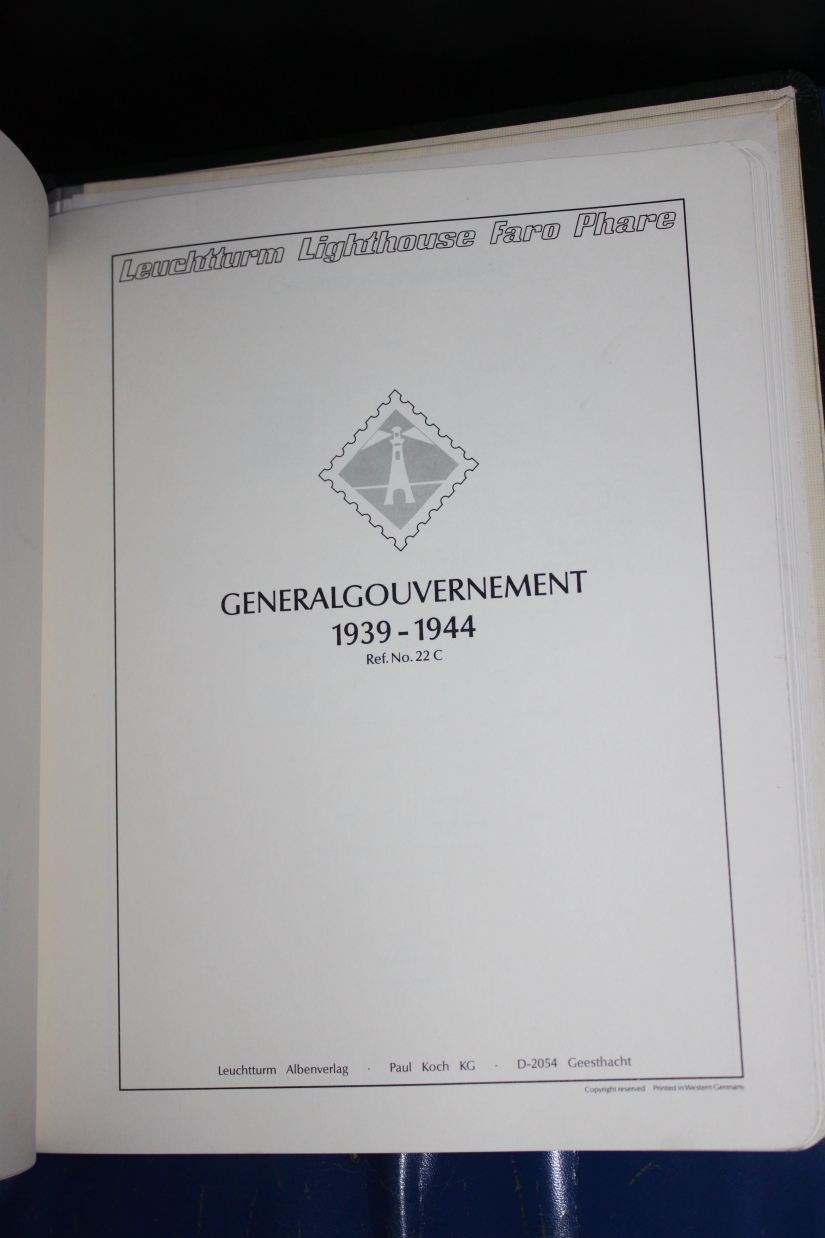 Leuchtturm Lighthouse Faro Phare
GENERALGOUVERNEMENT
1939-1944
Ref. No. 22 C
Leuchtturm Albenverlag · Paul Koch KG · D-2054 Geesthacht
Copyright reserved Printed in Western Germany